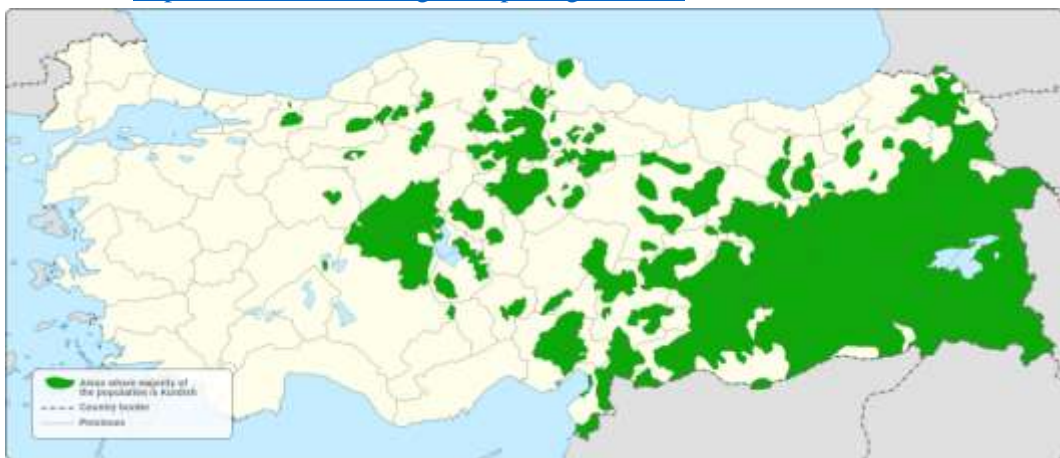 Areas where majority of
the population is Kurdish
Country border
Provinces